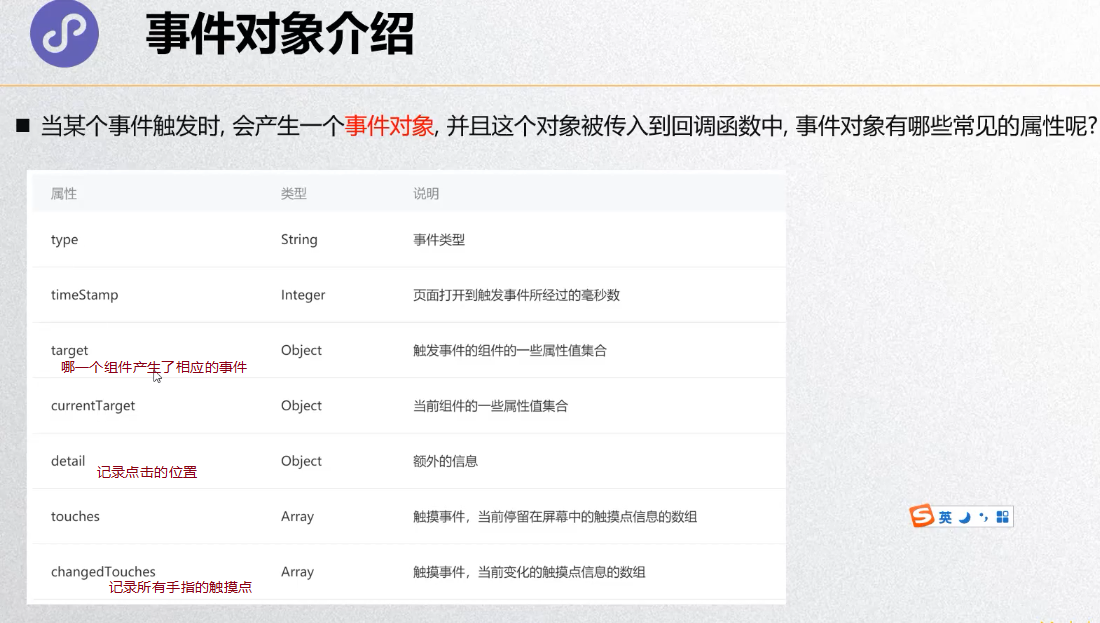 事件对象介绍
■ 当某个事件触发时, 会产生一个事件对象, 并且这个对象被传入到回调函数中, 事件对象有哪些常见的属性呢?
属性 类型 说明
type String 事件类型
timeStamp Integer 页面打开到触发事件所经过的毫秒数
target Object 触发事件的组件的一些属性值集合
哪一个组件产生了相应的事件
currentTarget Object 当前组件的一些属性值集合
detail Object 额外的信息
记录点击的位置
touches Array 触摸事件，当前停留在屏幕中的触摸点信息的数组
英
changedTouches Array 触摸事件，当前变化的触摸点信息的数组
记录所有手指的触摸点